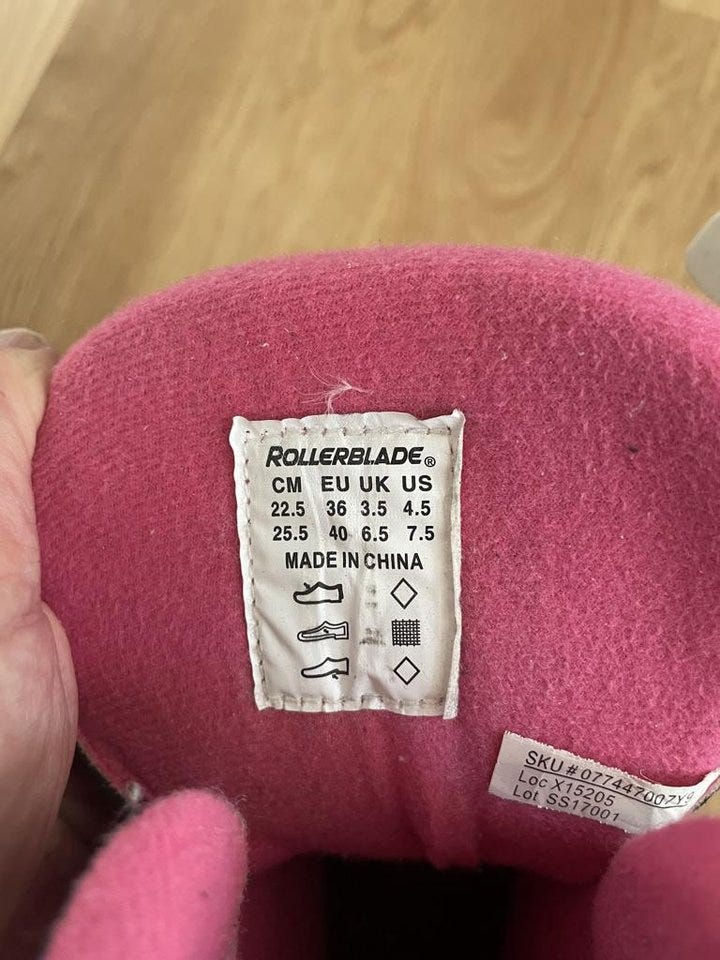 ROLLERBLADE®
CM EU UK US
22.5 36 3.5 4.5
25.5 40 6.5 7.5
MADE IN CHINA
SKU # 077447007Y9
Loc X15205
Lot SS17001